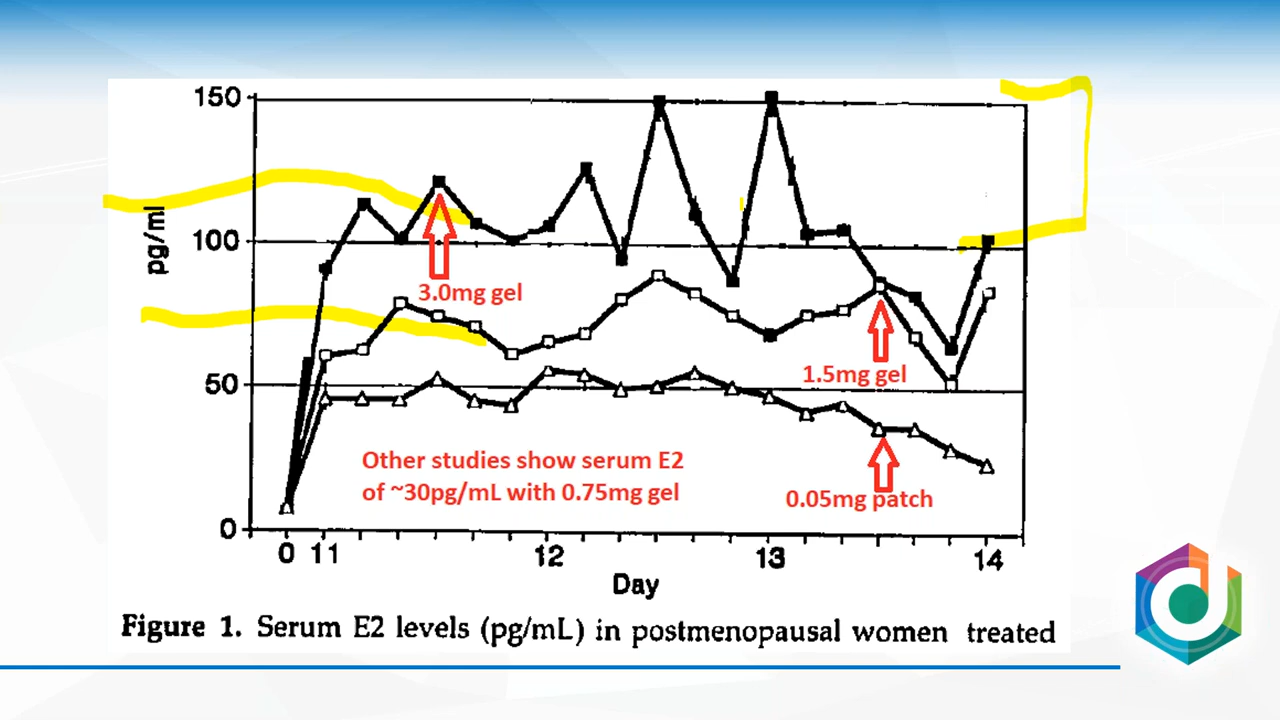 150
100
pg/ml
3.0mg gel
50
1.5mg gel
Other studies show serum E2
of ~30pg/mL with 0.75mg gel
0.05mg patch
0
0 11 12 13 14
Day
Figure 1. Serum E2 levels (pg/mL) in postmenopausal women treated